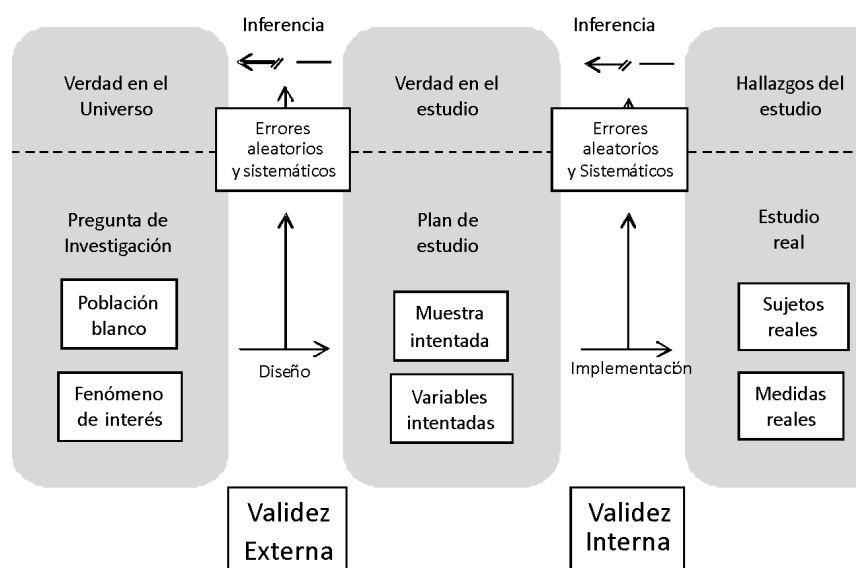 Inferencia
Inferencia
Verdad en el
Universo
Verdad en el
estudio
Hallazgos del
estudio
Errores
aleatorios
y sistemáticos
Errores
aleatorios
y Sistemáticos
Pregunta de
Investigación
Plan de
estudio
Estudio
real
Población
blanco
Muestra
intentada
Sujetos
reales
Diseño
Implementación
Fenómeno
de interés
Variables
intentadas
Medidas
reales
Validez
Externa
Validez
Interna